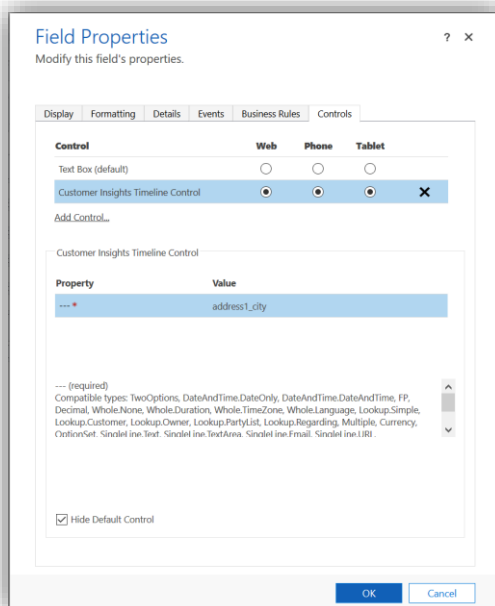 Field Properties
? ×
Modify this field's properties.
Display Formatting Details Events Business Rules Controls
Control Web Phone Tablet
Text Box (default)
Customer Insights Timeline Control
Add Control...
Customer Insights Timeline Control
Property Value
--- * address1_city
--- (required)
Compatible types: TwoOptions, DateAndTime.DateOnly, DateAndTime.DateAndTime, FP,
Decimal, Whole.None, Whole.Duration, Whole.TimeZone, Whole.Language, Lookup.Simple,
Lookup.Customer, Lookup.Owner, Lookup.PartyList, Lookup.Regarding, Multiple, Currency,
OptionSet, SingleLine.Text, SingleLine.TextArea, SingleLine.Email, SingleLine.URL,
Hide Default Control
OK Cancel